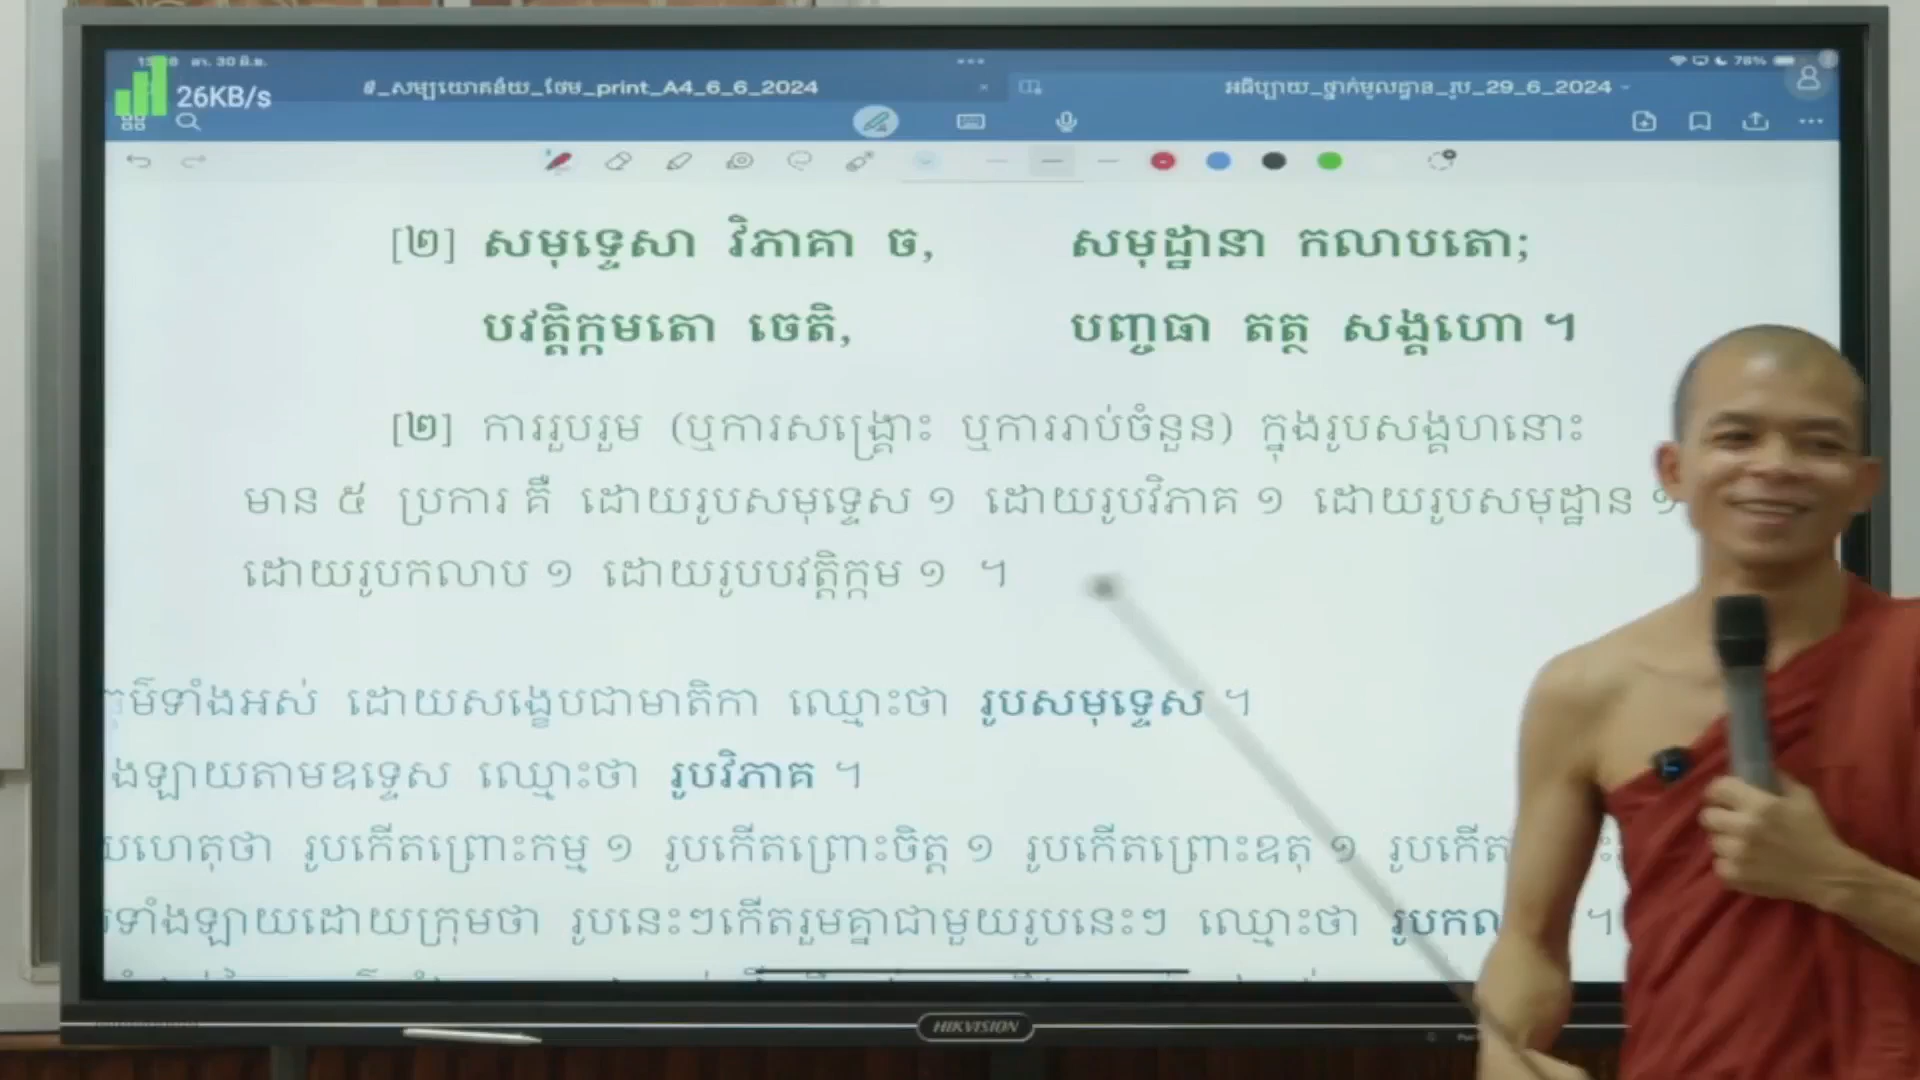 អា. 30 មិ.ย. 78%
26KB/s
ៗ_សម្បយោគន័យ_ថែម_print_A4_6_6_2024 អធិប្បាយ_ថ្នាក់មូលដ្ឋាន_រូប_29_6_2024
[២] សមុទ្ទេសា វិភាគា ច, សមុដ្ឋានា កលាបតោ;
បវត្តិក្កមតោ ចេតិ, បញ្ចធា តត្ថ សង្គហោ ។
[២] ការរួបរួម (ឬការសង្គ្រោះ ឬការរាប់ចំនួន) ក្នុងរូបសង្គហនោះ
មាន ៥ ប្រការ គឺ ដោយរូបសមុទ្ទេស ១ ដោយរូបវិភាគ ១ ដោយរូបសមុដ្ឋាន ១
ដោយរូបកលាប ១ ដោយរូបបវត្តិក្កម ១ ។
ទាំងអស់ ដោយសង្ខេបជាមាតិកា ឈ្មោះថា រូបសមុទ្ទេស ។
ងឡាយតាមឧទ្ទេស ឈ្មោះថា រូបវិភាគ ។
ហេតុថា រូបកើតព្រោះកម្ម ១ រូបកើតព្រោះចិត្ត ១ រូបកើតព្រោះឧតុ ១ រូបកើត
ទាំងឡាយដោយក្រុមថា រូបនេះៗកើតរួមគ្នាជាមួយរូបនេះៗ ឈ្មោះថា រូបកល ។
HIKVISION